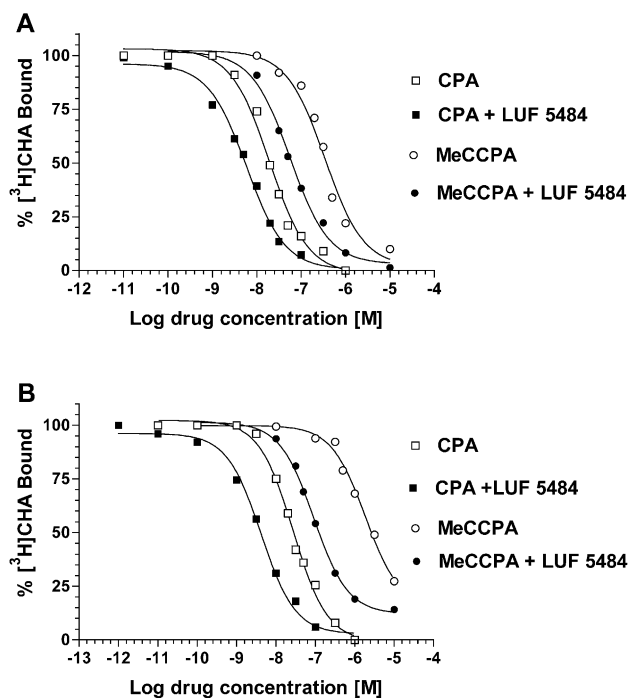 A
% [³H]CHA Bound
100
75
50
25
0
-12 -11 -10 -9 -8 -7 -6 -5 -4
Log drug concentration [M]
CPA
CPA + LUF 5484
MeCCPA
MeCCPA + LUF 5484
B
% [³H]CHA Bound
100
75
50
25
0
-13 -12 -11 -10 -9 -8 -7 -6 -5 -4
Log drug concentration [M]
CPA
CPA +LUF 5484
MeCCPA
MeCCPA + LUF 5484